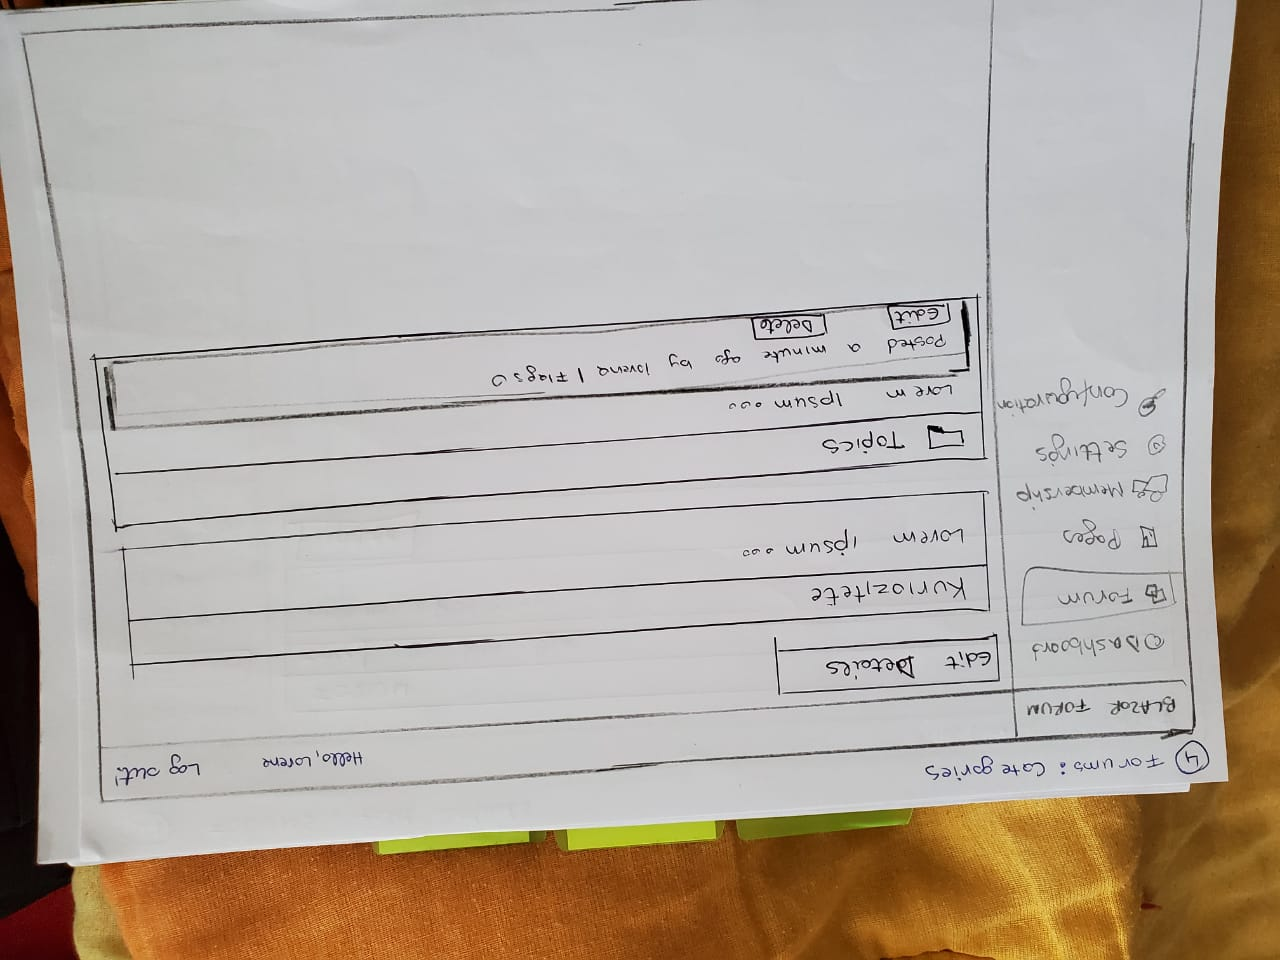 4 Forums: Categories
BLAZOR FORUM
Hello, Lorena
Log out!
Dashboard
Forum
Pages
Membership
Settings
Configuration
Edit Details
Kuriozitete
Lorem ipsum ...
Topics
Lorem Ipsum ...
Posted a minute ago by lorena | Flags 0
Edit
Delete